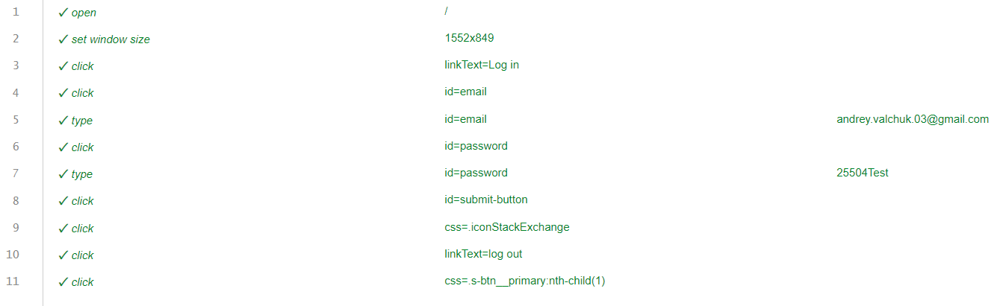 1 ✓ open /
2 ✓ set window size 1552x849
3 ✓ click linkText=Log in
4 ✓ click id=email
5 ✓ type id=email andrey.valchuk.03@gmail.com
6 ✓ click id=password
7 ✓ type id=password 25504Test
8 ✓ click id=submit-button
9 ✓ click css=.iconStackExchange
10 ✓ click linkText=log out
11 ✓ click css=.s-btn__primary:nth-child(1)